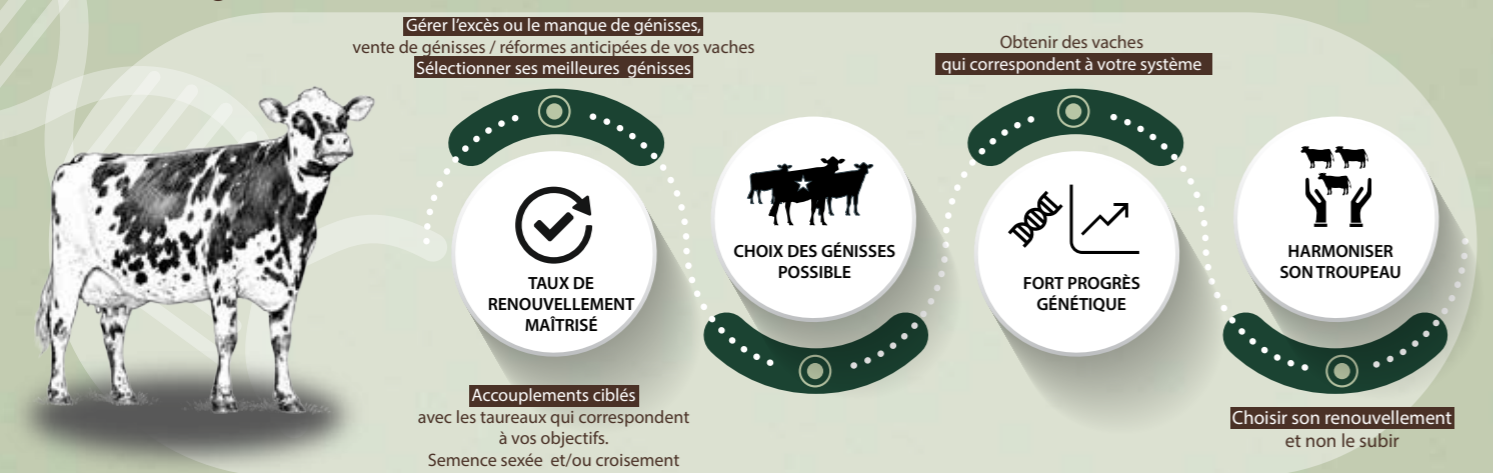 Gérer l'excès ou le manque de génisses,
vente de génisses / réformes anticipées de vos vaches
Sélectionner ses meilleures génisses
TAUX DE
RENOUVELLEMENT
MAÎTRISÉ
Accouplements ciblés
avec les taureaux qui correspondent
à vos objectifs.
Semence sexée et/ou croisement
CHOIX DES GÉNISSES
POSSIBLE
Obtenir des vaches
qui correspondent à votre système
FORT PROGRÈS
GÉNÉTIQUE
HARMONISER
SON TROUPEAU
Choisir son renouvellement
et non le subir